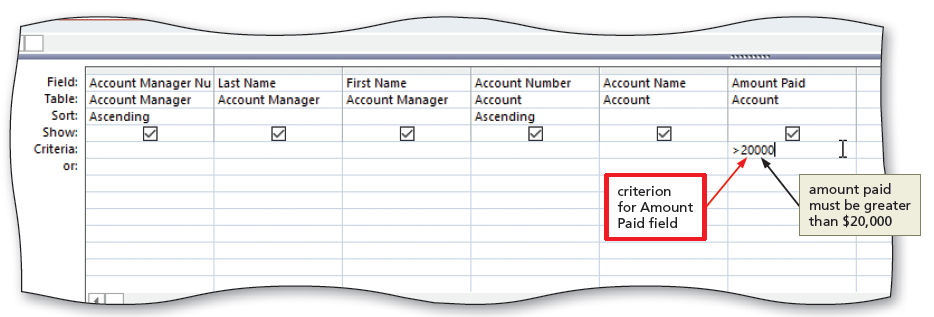 Field: Account Manager Nu Last Name First Name Account Number Account Name Amount Paid
Table: Account Manager Account Manager Account Manager Account Account Account
Sort: Ascending Ascending
Show:
Criteria: >20000
or:
criterion
for Amount
Paid field
amount paid
must be greater
than $20,000